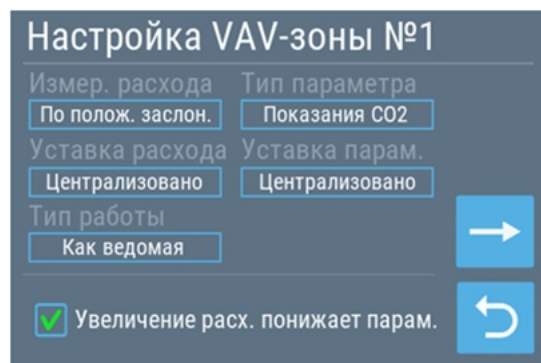 Настройка VAV-зоны №1
Измер. расхода Тип параметра
По полож. заслон. Показания CO2
Уставка расхода Уставка парам.
Централизовано Централизовано
Тип работы
Как ведомая
Увеличение расх. понижает парам.